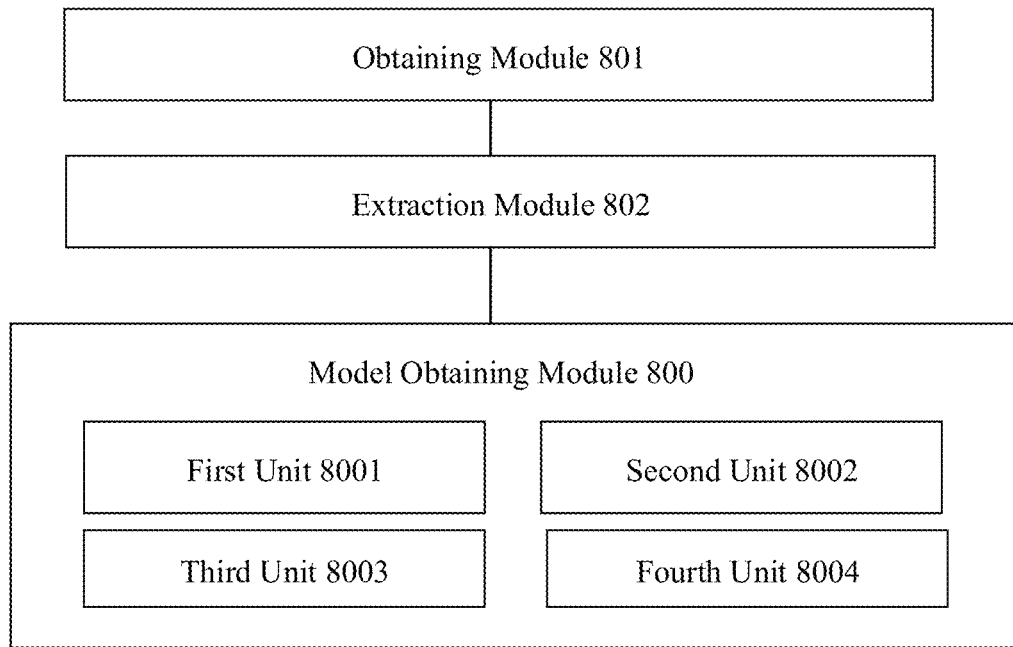 Obtaining Module 801
Extraction Module 802
Model Obtaining Module 800
First Unit 8001
Second Unit 8002
Third Unit 8003
Fourth Unit 8004